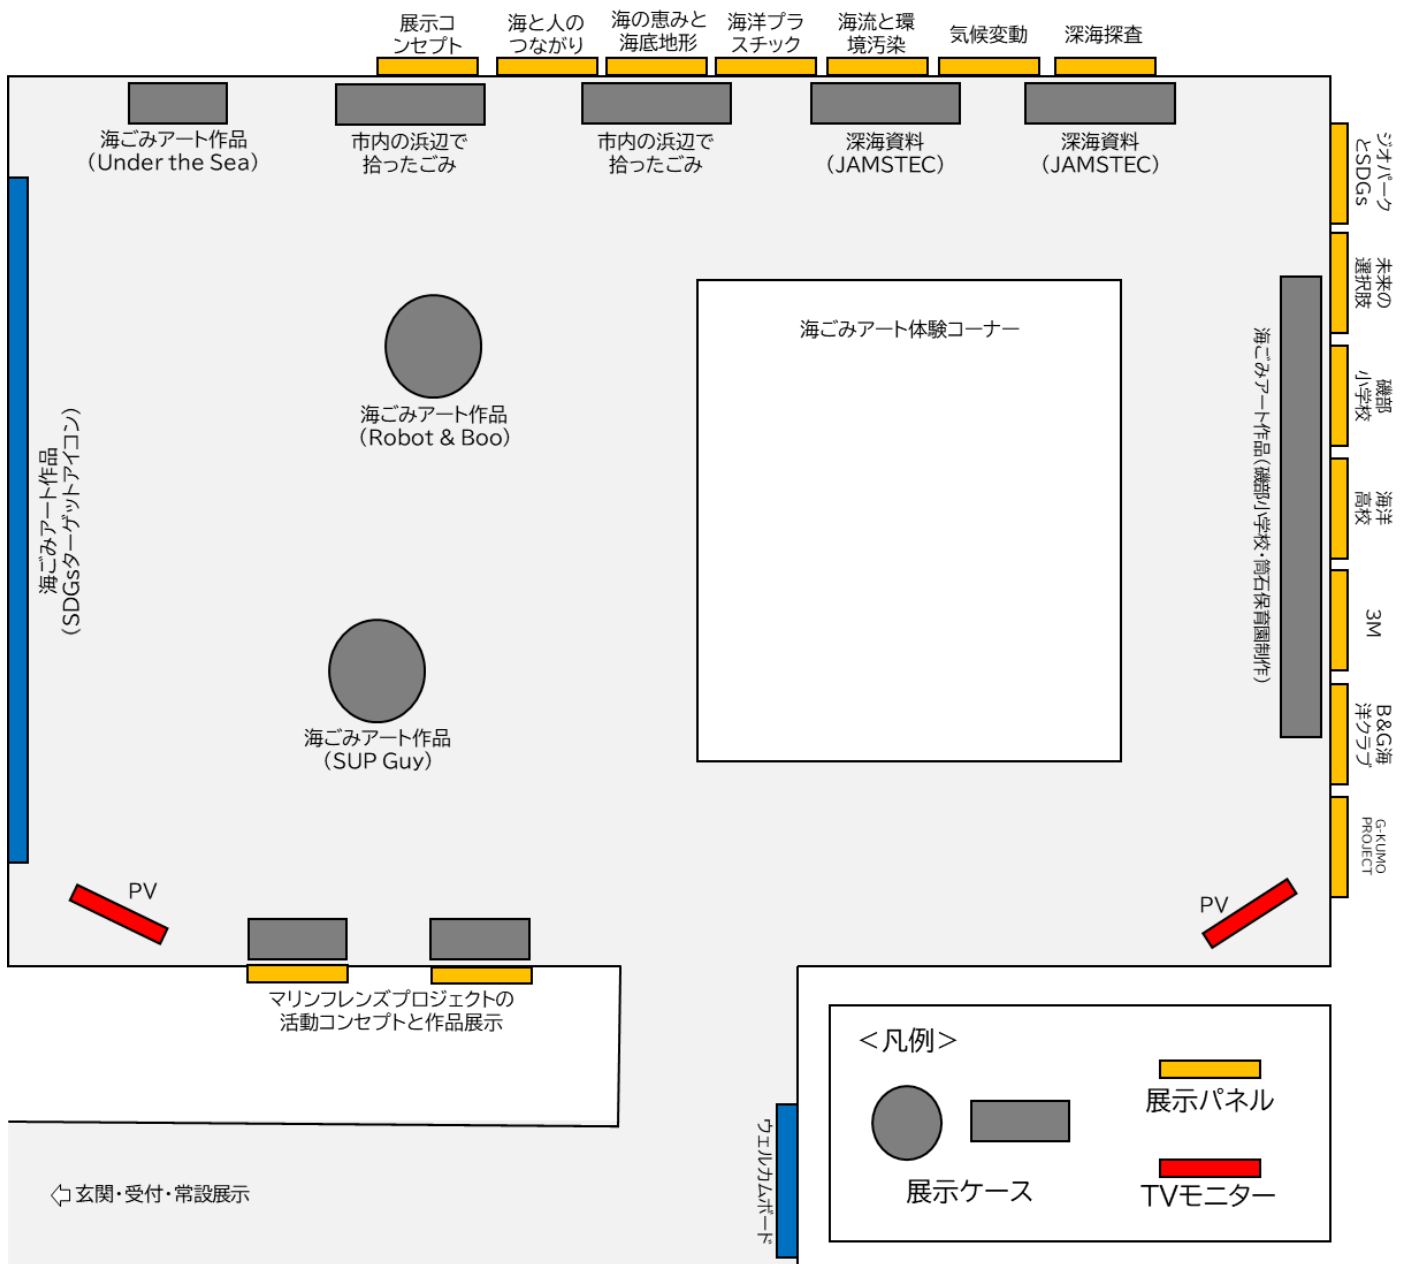 展示コ
ンセプト
海と人の
つながり
海の恵みと
海底地形
海洋プラ
スチック
海流と環
境汚染
気候変動
深海探査
海ごみアート作品
（Under the Sea）
市内の浜辺で
拾ったごみ
市内の浜辺で
拾ったごみ
深海資料
(JAMSTEC)
深海資料
(JAMSTEC)
ジオパーク
とSDGs
未来の
選択肢
磯部
小学校
海洋
高校
3M
B&G海
洋クラブ
G-KUMO
PROJECT
海ごみアート体験コーナー
海ごみアート作品（磯部小学校・筒石保育園制作）
海ごみアート作品
（Robot & Boo）
海ごみアート作品
（SDGsターゲットアイコン）
海ごみアート作品
（SUP Guy）
PV
PV
マリンフレンズプロジェクトの
活動コンセプトと作品展示
ウェルカムボード
玄関・受付・常設展示
＜凡例＞
展示パネル
展示ケース
TVモニター